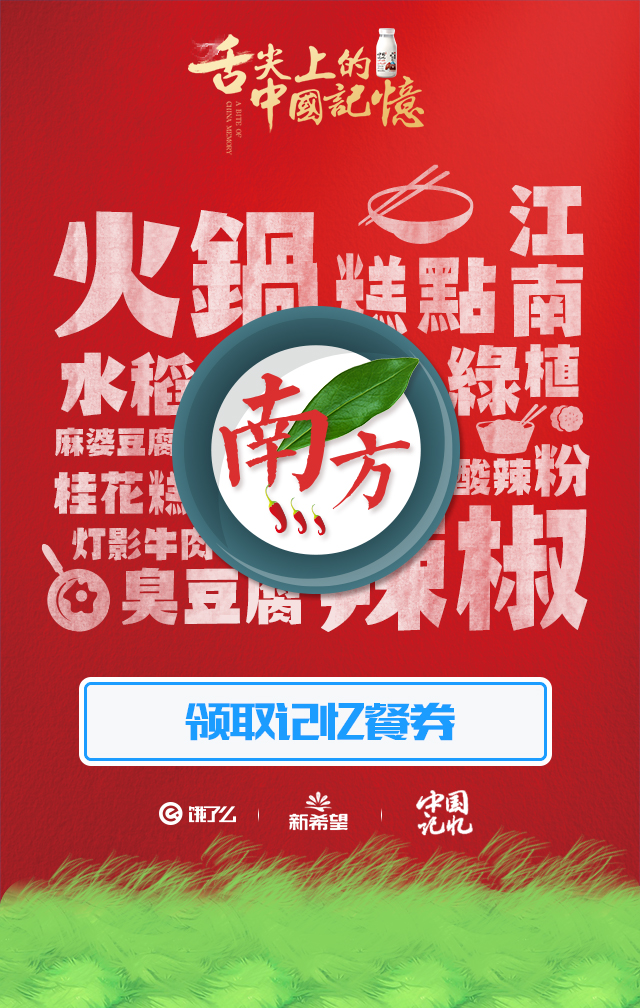 舌尖上的
中國記憶
A BITE OF
CHINA MEMORY
火鍋
糕點
江南
水稻
綠植
麻婆豆腐
桂花糕
酸辣粉
灯影牛肉
臭豆腐
辣椒
南方
领取记忆餐券
饿了么
新希望
中国记忆